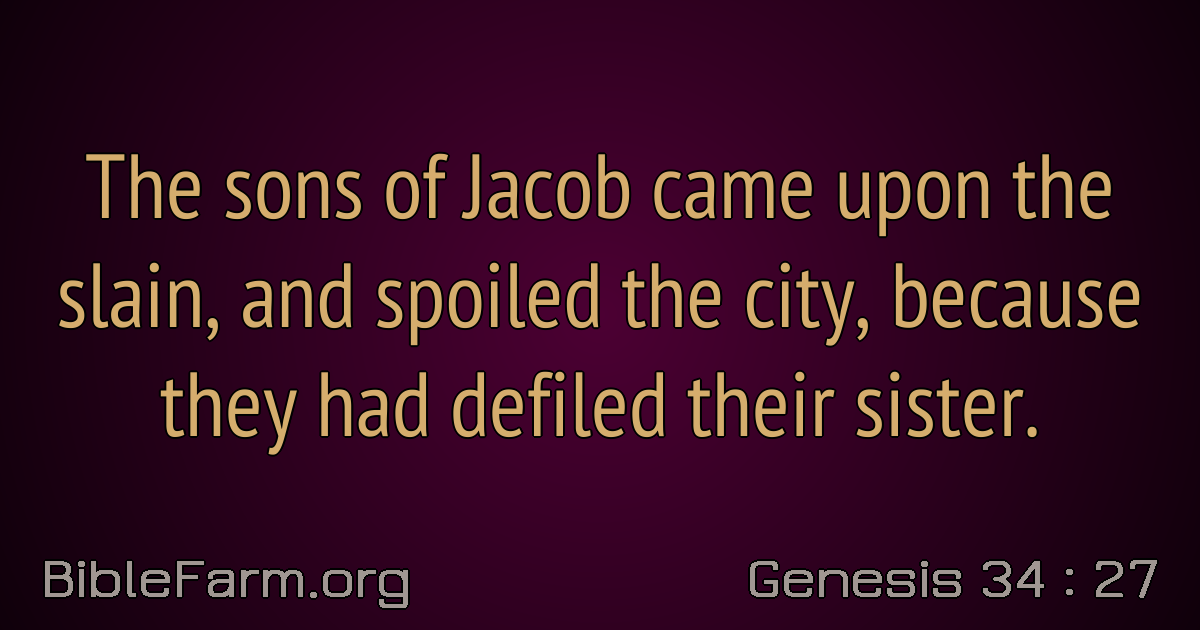 The sons of Jacob came upon the
slain, and spoiled the city, because
they had defiled their sister.
BibleFarm.org
Genesis 34 : 27